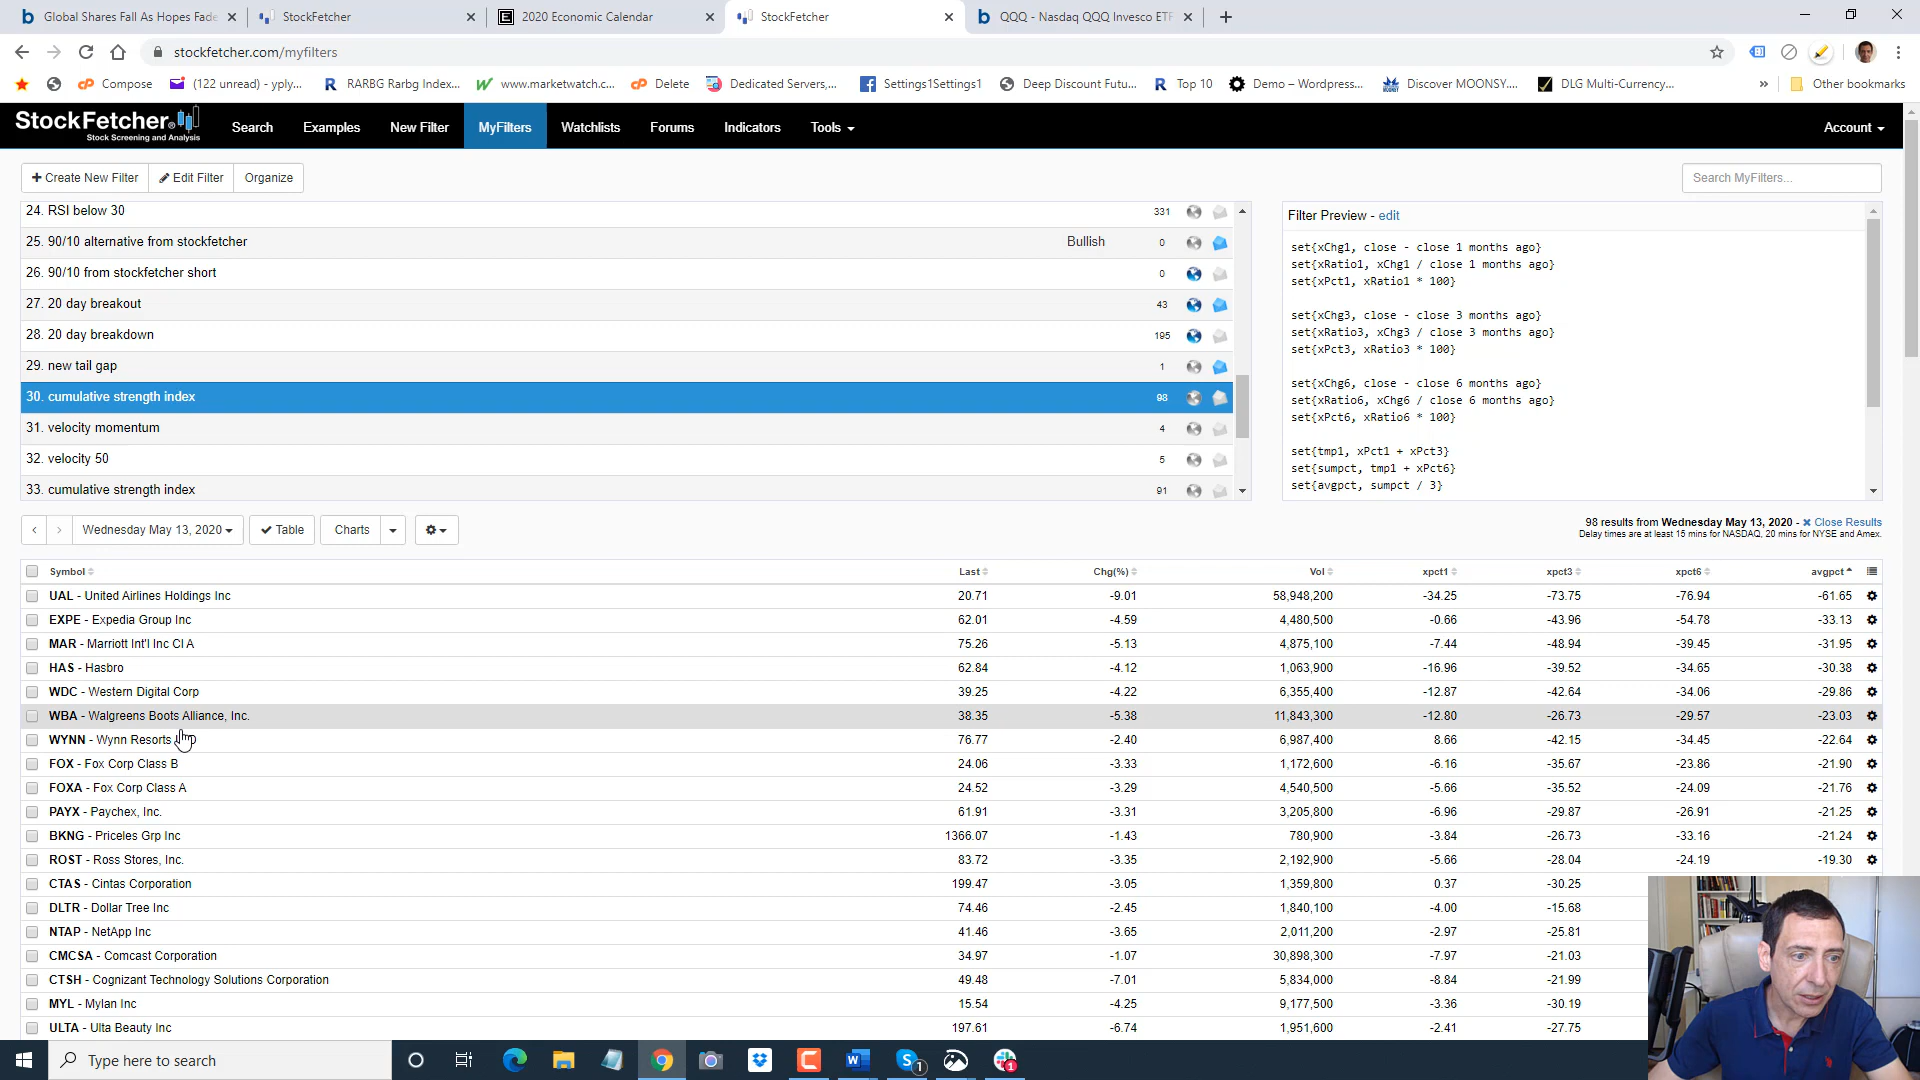 Global Shares Fall As Hopes Fade
StockFetcher
2020 Economic Calendar
StockFetcher
QQQ - Nasdaq QQQ Invesco ETF
stockfetcher.com/myfilters
Compose
(122 unread) - yply...
RARBG Rarbg Index...
www.marketwatch.c...
Delete
Dedicated Servers,...
Settings1Settings1
Deep Discount Futu...
Top 10
Demo – Wordpress...
Discover MOONSY....
DLG Multi-Currency...
Other bookmarks
StockFetcher
Stock Screening and Analysis
Search Examples New Filter MyFilters Watchlists Forums Indicators Tools Account
Create New Filter Edit Filter Organize Search MyFilters...
24. RSI below 30 331
25. 90/10 alternative from stockfetcher Bullish 0
26. 90/10 from stockfetcher short 0
27. 20 day breakout 43
28. 20 day breakdown 195
29. new tail gap 1
30. cumulative strength index 98
31. velocity momentum 4
32. velocity 50 5
33. cumulative strength index 91
Filter Preview - edit
set{xChg1, close - close 1 months ago}
set{xRatio1, xChg1 / close 1 months ago}
set{xPct1, xRatio1 * 100}
set{xChg3, close - close 3 months ago}
set{xRatio3, xChg3 / close 3 months ago}
set{xPct3, xRatio3 * 100}
set{xChg6, close - close 6 months ago}
set{xRatio6, xChg6 / close 6 months ago}
set{xPct6, xRatio6 * 100}
set{tmp1, xPct1 + xPct3}
set{sumpct, tmp1 + xPct6}
set{avgpct, sumpct / 3}
Wednesday May 13, 2020 Table Charts
98 results from Wednesday May 13, 2020 - Close Results
Delay times are at least 15 mins for NASDAQ, 20 mins for NYSE and Amex.
Symbol Last Chg(%) Vol xpct1 xpct3 xpct6 avgpct
UAL - United Airlines Holdings Inc 20.71 -9.01 58,948,200 -34.25 -73.75 -76.94 -61.65
EXPE - Expedia Group Inc 62.01 -4.59 4,480,500 -0.66 -43.96 -54.78 -33.13
MAR - Marriott Int'l Inc Cl A 75.26 -5.13 4,875,100 -7.44 -48.94 -39.45 -31.95
HAS - Hasbro 62.84 -4.12 1,063,900 -16.96 -39.52 -34.65 -30.38
WDC - Western Digital Corp 39.25 -4.22 6,355,400 -12.87 -42.64 -34.06 -29.86
WBA - Walgreens Boots Alliance, Inc. 38.35 -5.38 11,843,300 -12.80 -26.73 -29.57 -23.03
WYNN - Wynn Resorts 76.77 -2.40 6,987,400 8.66 -42.15 -34.45 -22.64
FOX - Fox Corp Class B 24.06 -3.33 1,172,600 -6.16 -35.67 -23.86 -21.90
FOXA - Fox Corp Class A 24.52 -3.29 4,540,500 -5.66 -35.52 -24.09 -21.76
PAYX - Paychex, Inc. 61.91 -3.31 3,205,800 -6.96 -29.87 -26.91 -21.25
BKNG - Priceles Grp Inc 1366.07 -1.43 780,900 -3.84 -26.73 -33.16 -21.24
ROST - Ross Stores, Inc. 83.72 -3.35 2,192,900 -5.66 -28.04 -24.19 -19.30
CTAS - Cintas Corporation 199.47 -3.05 1,359,800 0.37 -30.25
DLTR - Dollar Tree Inc 74.46 -2.45 1,840,100 -4.00 -15.68
NTAP - NetApp Inc 41.46 -3.65 2,011,200 -2.97 -25.81
CMCSA - Comcast Corporation 34.97 -1.07 30,898,300 -7.97 -21.03
CTSH - Cognizant Technology Solutions Corporation 49.48 -7.01 5,834,000 -8.84 -21.99
MYL - Mylan Inc 15.54 -4.25 9,177,500 -3.36 -30.19
ULTA - Ulta Beauty Inc 197.61 -6.74 1,951,600 -2.41 -27.75
Type here to search